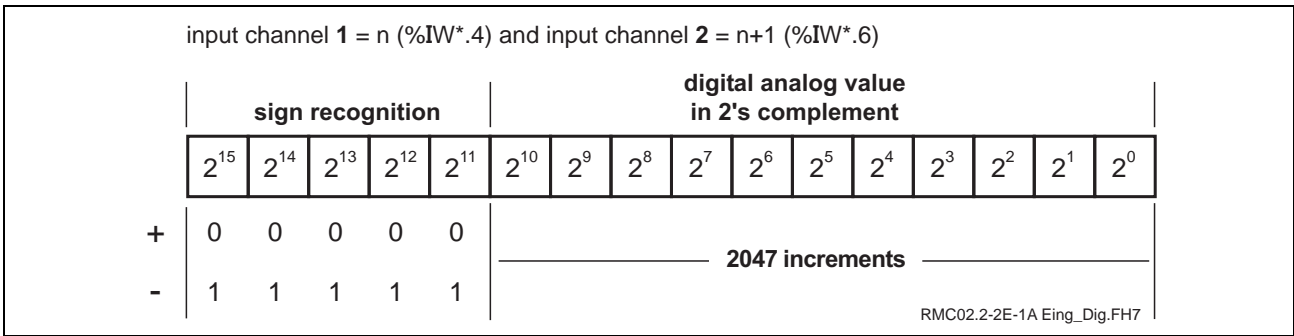 input channel 1 = n (%IW*.4) and input channel 2 = n+1 (%IW*.6)
digital analog value
sign recognition in 2's complement
2^15 2^14 2^13 2^12 2^11 2^10 2^9 2^8 2^7 2^6 2^5 2^4 2^3 2^2 2^1 2^0
+ 0 0 0 0 0
2047 increments
- 1 1 1 1 1
RMC02.2-2E-1A Eing_Dig.FH7